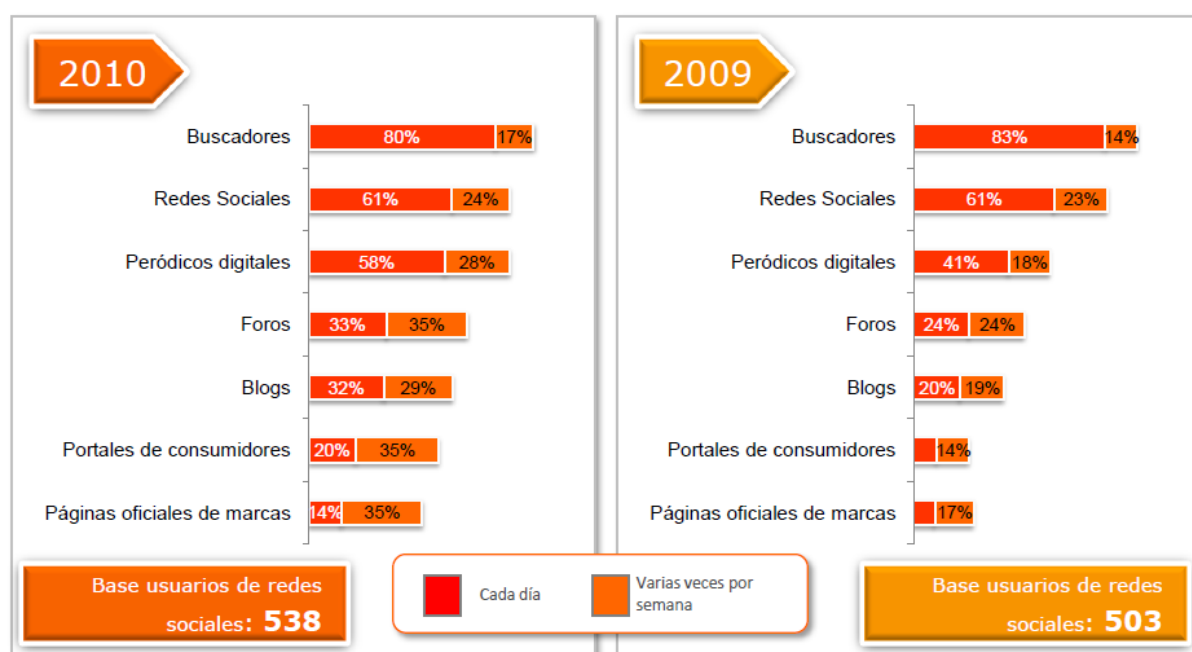 2010
Buscadores 80% 17%
Redes Sociales 61% 24%
Peródicos digitales 58% 28%
Foros 33% 35%
Blogs 32% 29%
Portales de consumidores 20% 35%
Páginas oficiales de marcas 14% 35%
Base usuarios de redes
sociales: 538
2009
Buscadores 83% 14%
Redes Sociales 61% 23%
Peródicos digitales 41% 18%
Foros 24% 24%
Blogs 20% 19%
Portales de consumidores 14%
Páginas oficiales de marcas 17%
Base usuarios de redes
sociales: 503
Cada día
Varias veces por
semana